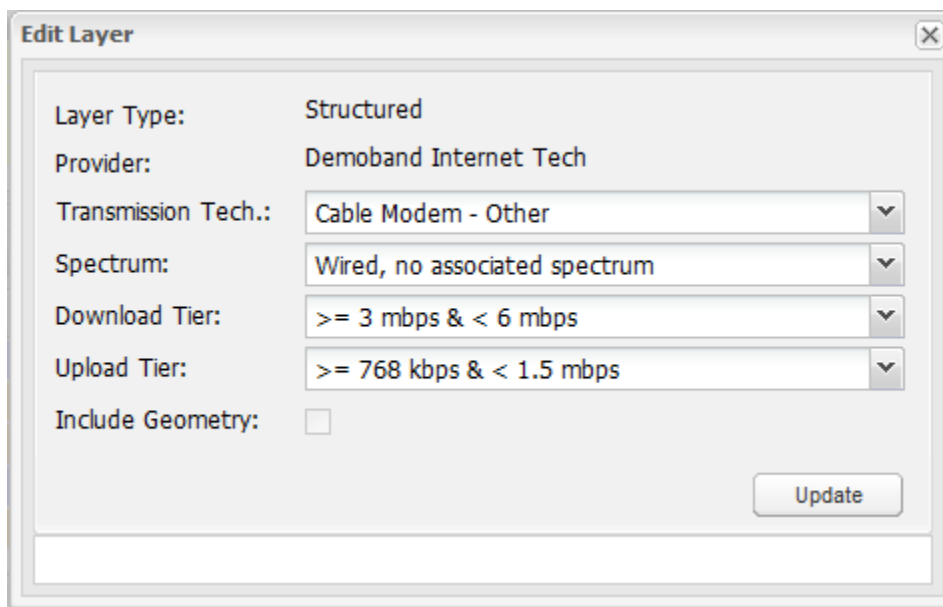 Edit Layer
Layer Type: Structured
Provider: Demoband Internet Tech
Transmission Tech.: Cable Modem - Other
Spectrum: Wired, no associated spectrum
Download Tier: >= 3 mbps & < 6 mbps
Upload Tier: >= 768 kbps & < 1.5 mbps
Include Geometry:
Update